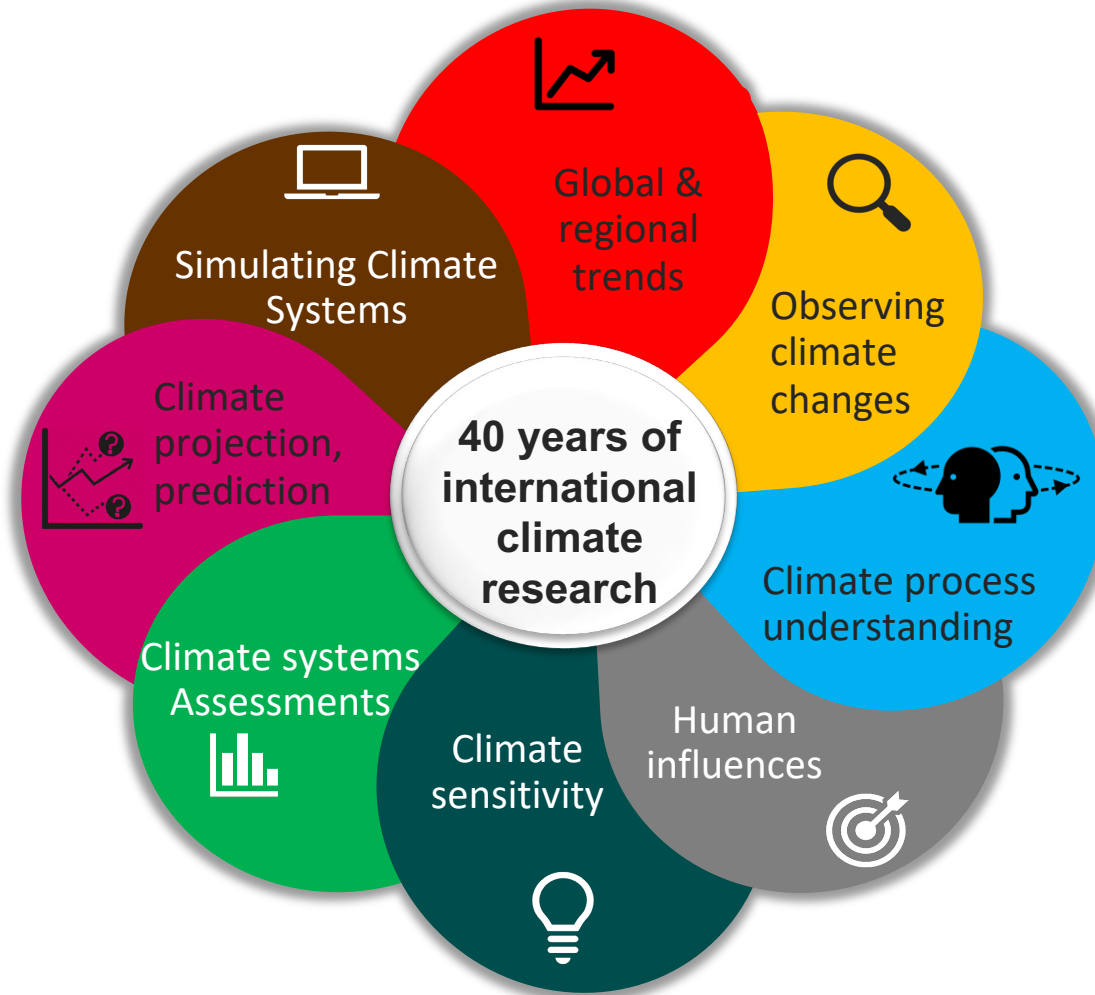 Global &
regional
trends
Observing
climate
changes
Climate process
understanding
Human
influences
Climate
sensitivity
Climate systems
Assessments
Climate
projection,
prediction
Simulating Climate
Systems
40 years of
international
climate
research
?
?